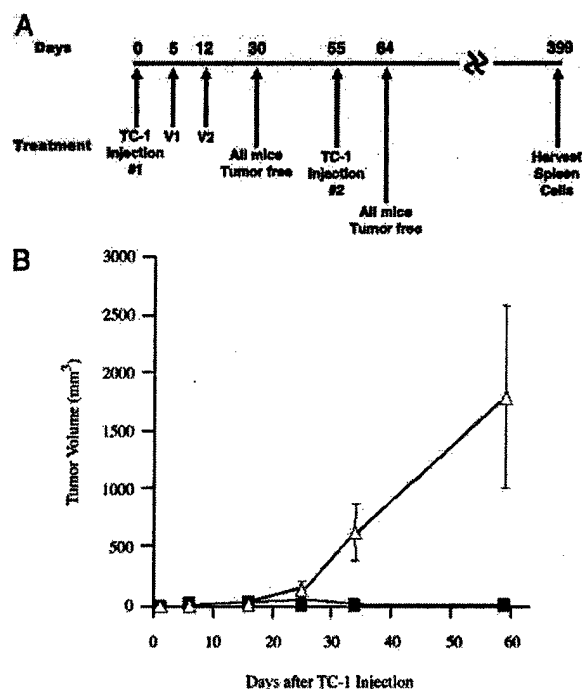 A
Days 0 5 12 30 55 64 399
Treatment
TC-1
Injection
#1
V1
V2
All mice
Tumor free
TC-1
Injection
#2
All mice
Tumor free
Harvest
Spleen
Cells
B
Tumor Volume (mm³)
3000
2500
2000
1500
1000
500
0
0 10 20 30 40 50 60
Days after TC-1 Injection